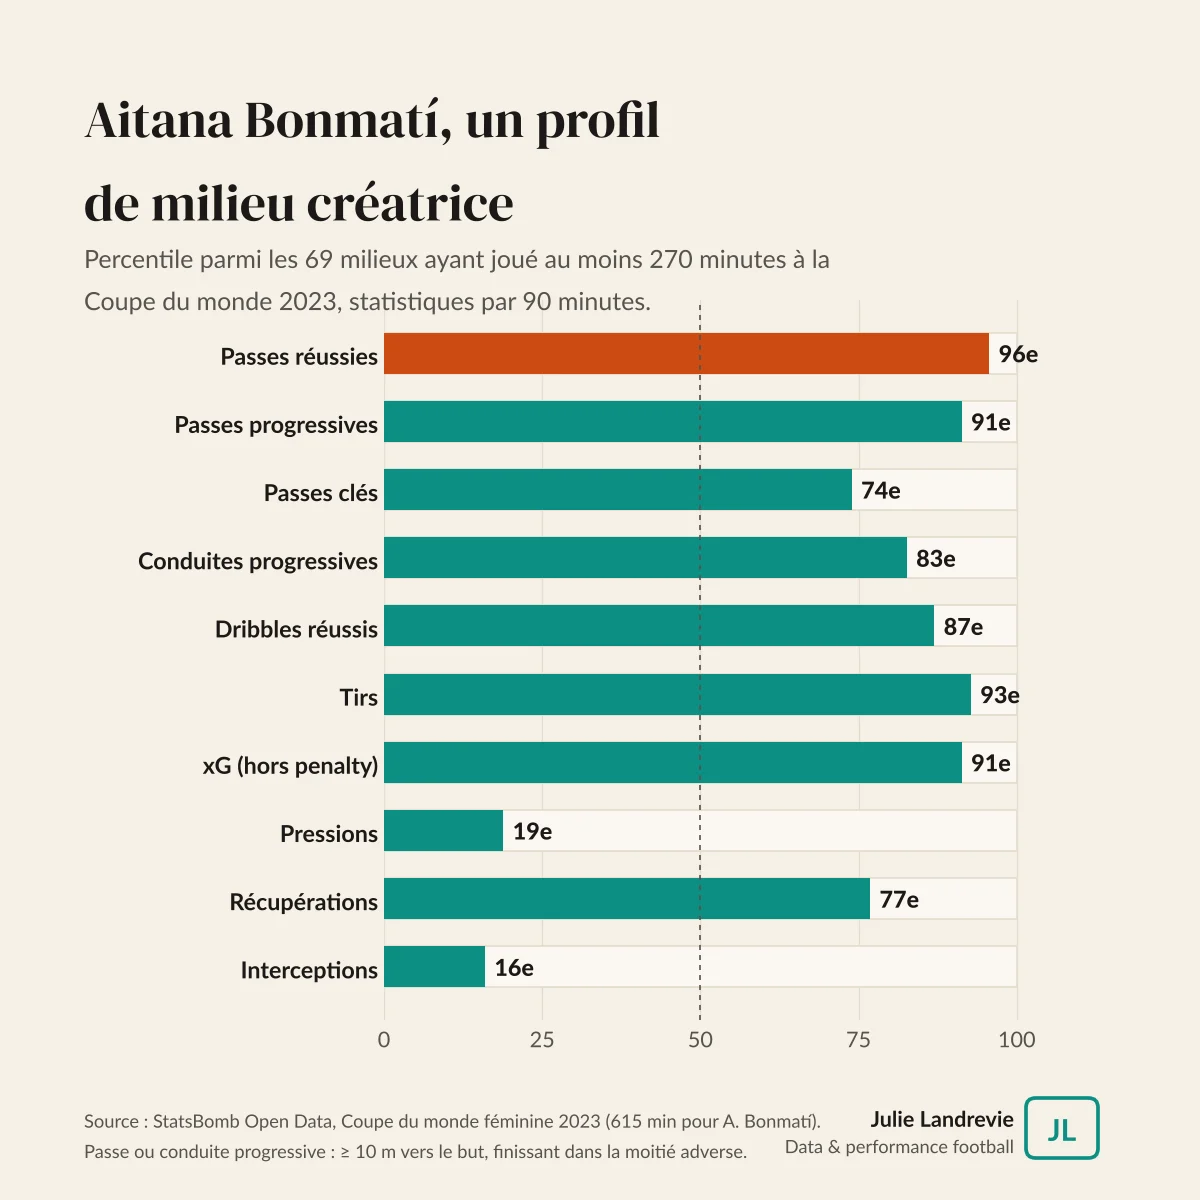 Aitana Bonmatí, un profil
de milieu créatrice
Percentile parmi les 69 milieux ayant joué au moins 270 minutes à la
Coupe du monde 2023, statistiques par 90 minutes.
Passes réussies 96e
Passes progressives 91e
Passes clés 74e
Conduites progressives 83e
Dribbles réussis 87e
Tirs 93e
xG (hors penalty) 91e
Pressions 19e
Récupérations 77e
Interceptions 16e
0 25 50 75 100
Source : StatsBomb Open Data, Coupe du monde féminine 2023 (615 min pour A. Bonmatí).
Passe ou conduite progressive : ≥ 10 m vers le but, finissant dans la moitié adverse.
Julie Landrevie
Data & performance football
JL